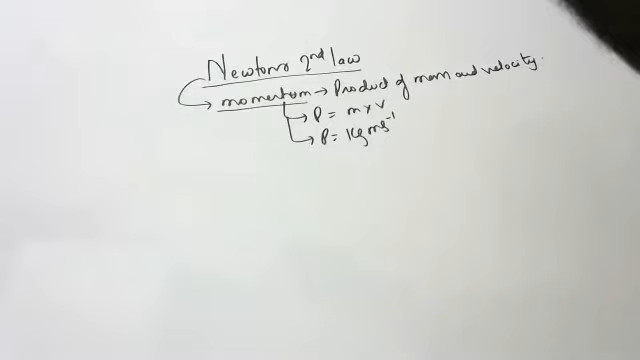 Newtons 2nd law
momentum → Product of mass and velocity.
P = m x v
P = Kg ms⁻¹